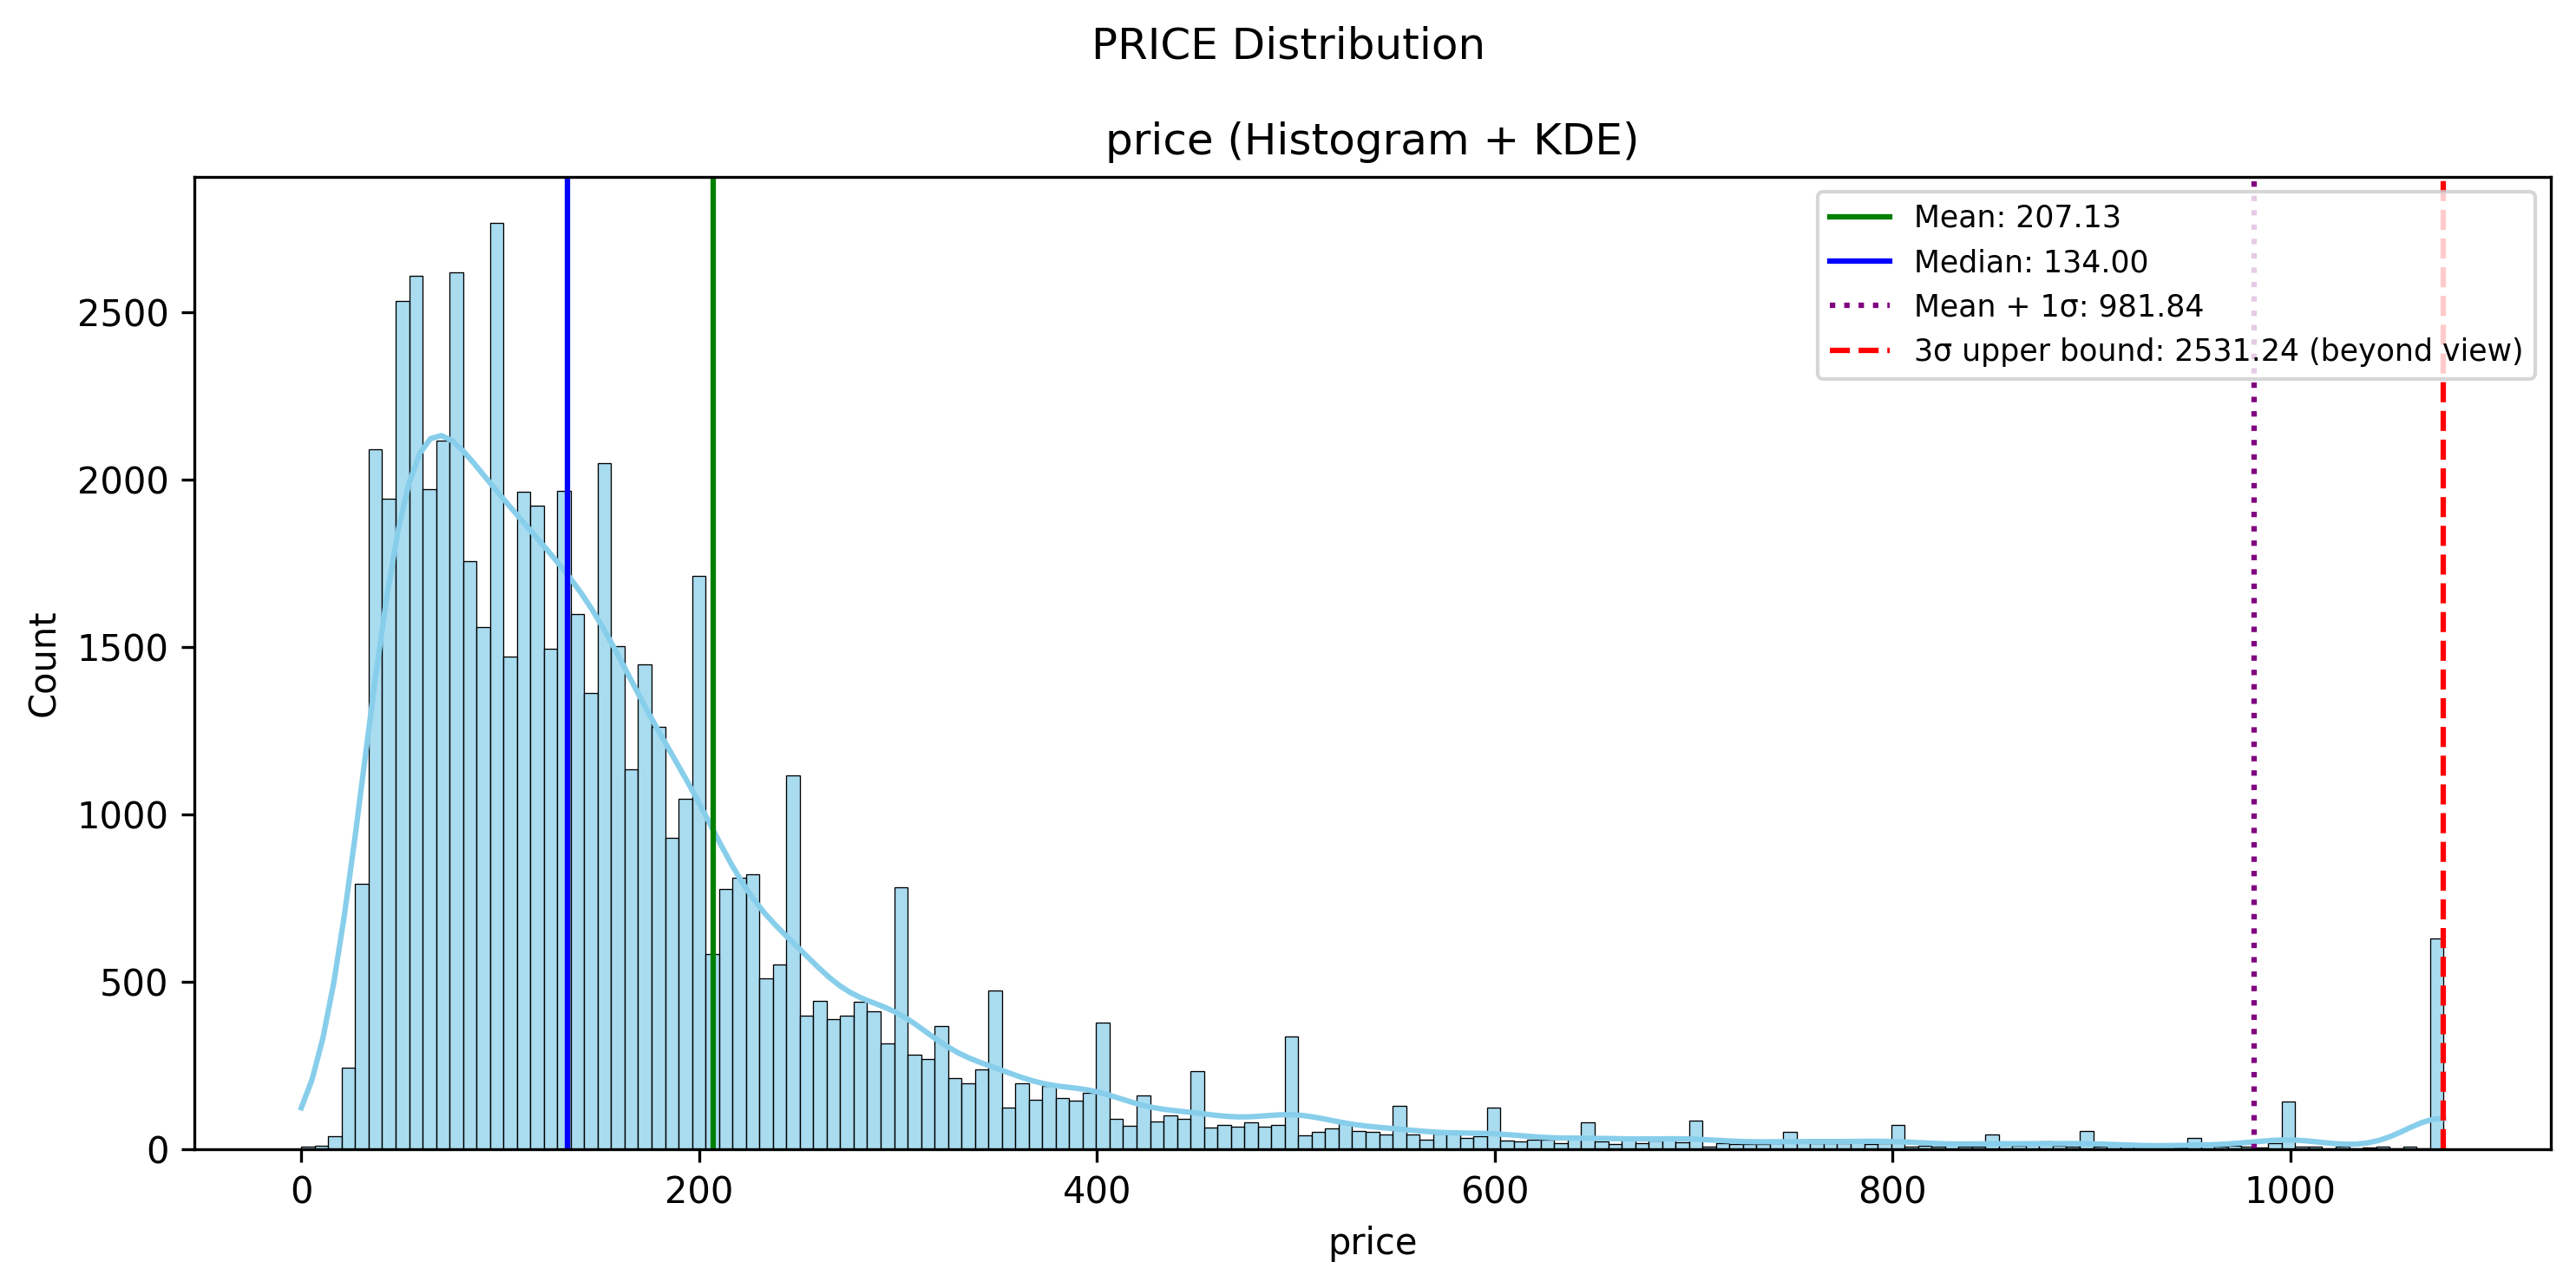 PRICE Distribution
price (Histogram + KDE)
Mean: 207.13
Median: 134.00
Mean + 1σ: 981.84
3σ upper bound: 2531.24 (beyond view)
Count
2500
2000
1500
1000
500
0
0 200 400 600 800 1000
price